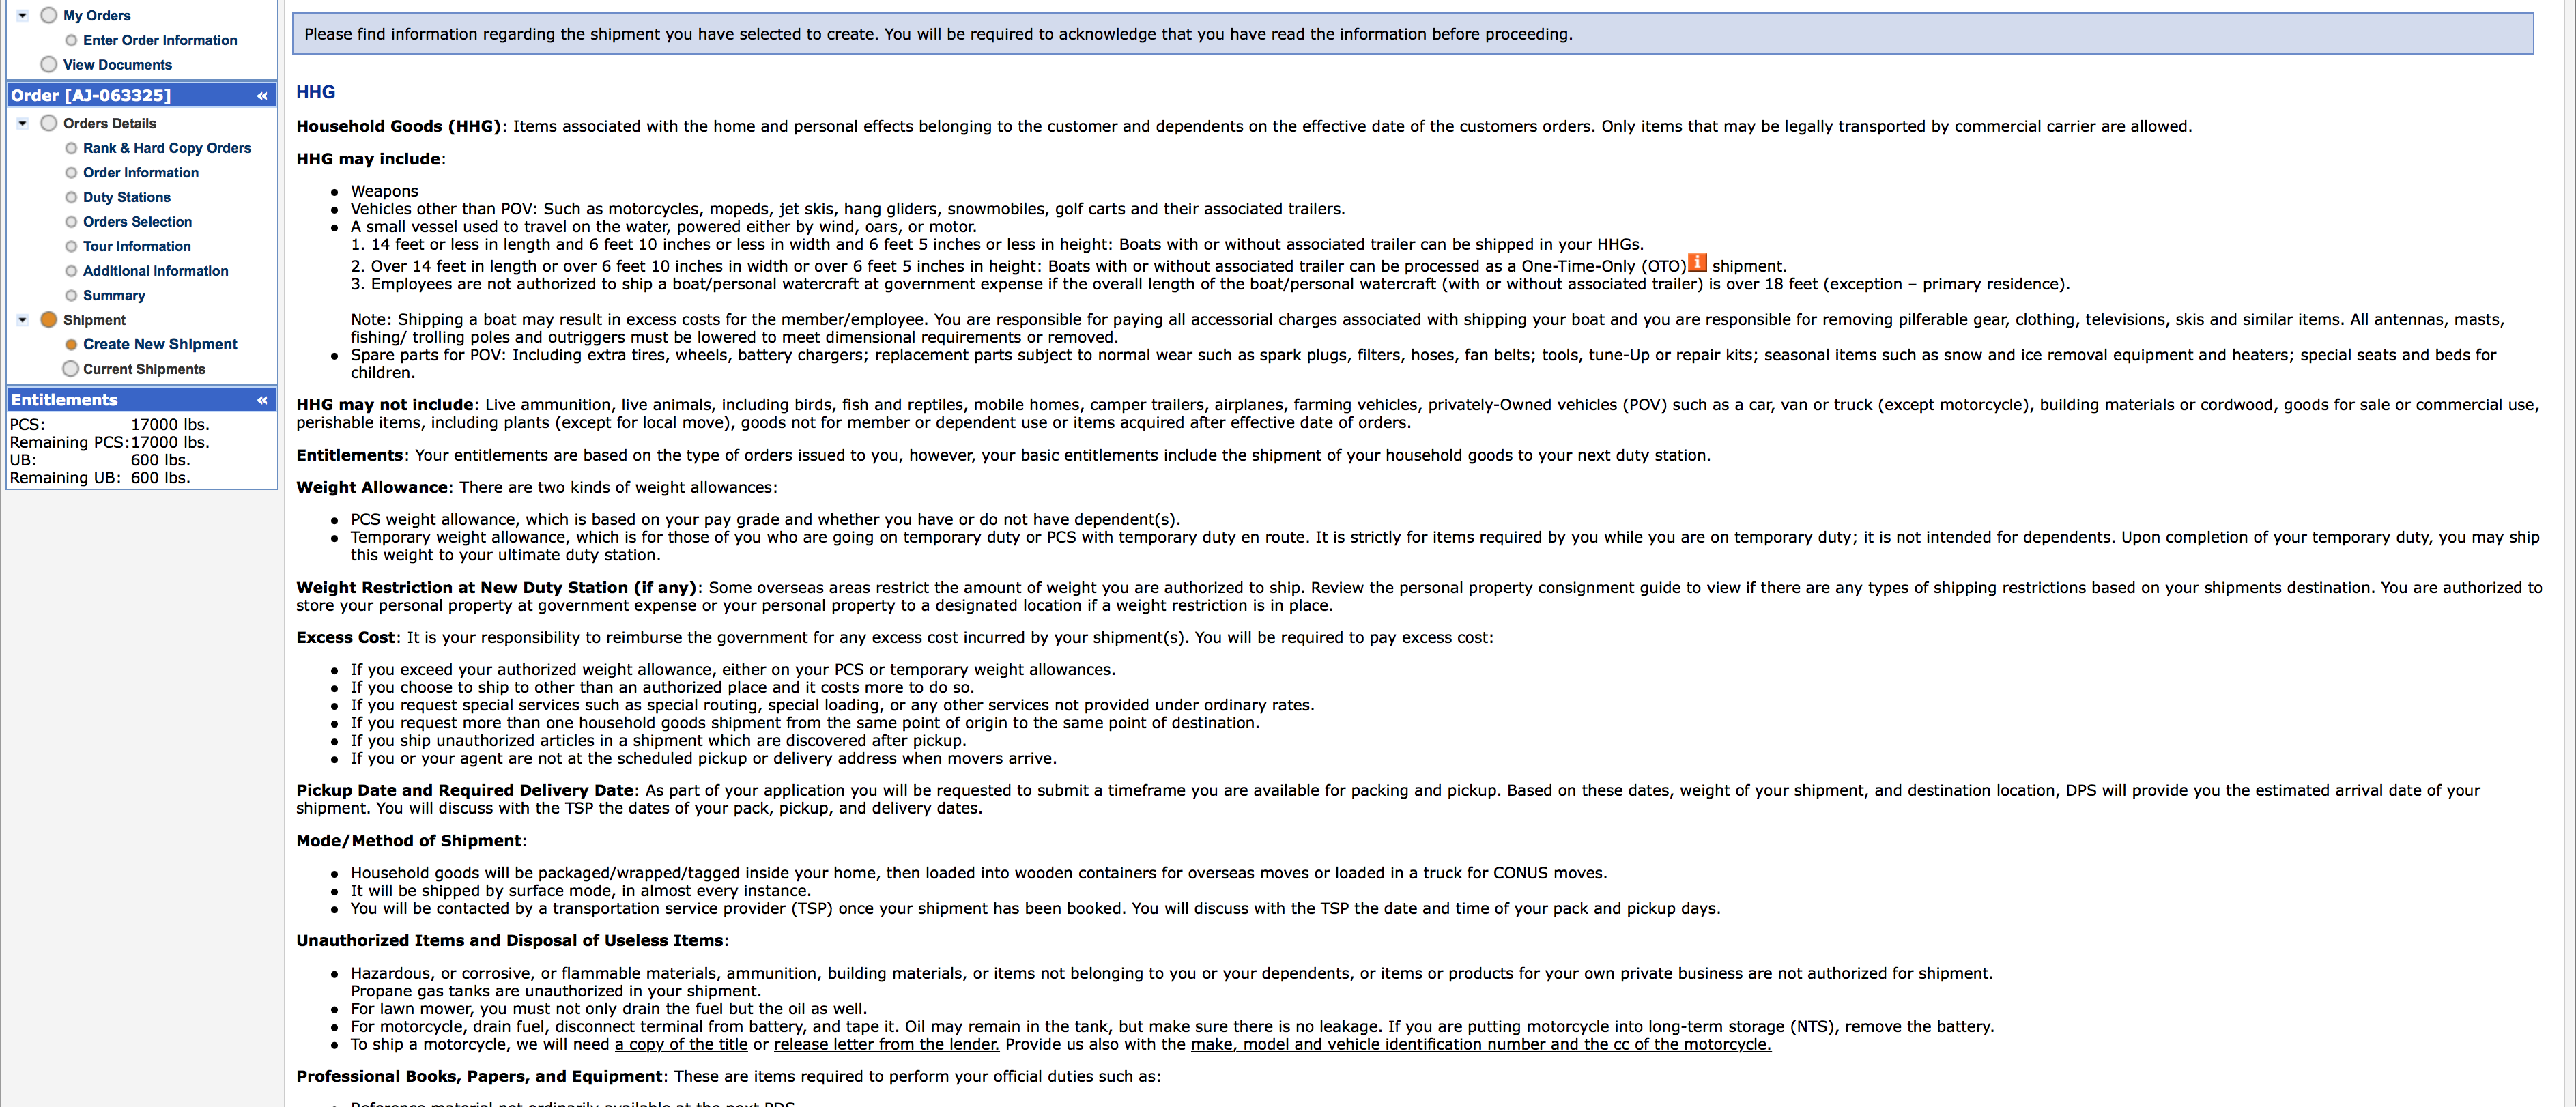 My Orders
Enter Order Information
View Documents
Order [AJ-063325] «
Orders Details
Rank & Hard Copy Orders
Order Information
Duty Stations
Orders Selection
Tour Information
Additional Information
Summary
Shipment
Create New Shipment
Current Shipments
Entitlements «
PCS: 17000 lbs.
Remaining PCS: 17000 lbs.
UB: 600 lbs.
Remaining UB: 600 lbs.
Please find information regarding the shipment you have selected to create. You will be required to acknowledge that you have read the information before proceeding.
HHG
Household Goods (HHG): Items associated with the home and personal effects belonging to the customer and dependents on the effective date of the customers orders. Only items that may be legally transported by commercial carrier are allowed.
HHG may include:
• Weapons
• Vehicles other than POV: Such as motorcycles, mopeds, jet skis, hang gliders, snowmobiles, golf carts and their associated trailers.
• A small vessel used to travel on the water, powered either by wind, oars, or motor.
1. 14 feet or less in length and 6 feet 10 inches or less in width and 6 feet 5 inches or less in height: Boats with or without associated trailer can be shipped in your HHGs.
2. Over 14 feet in length or over 6 feet 10 inches in width or over 6 feet 5 inches in height: Boats with or without associated trailer can be processed as a One-Time-Only (OTO) i shipment.
3. Employees are not authorized to ship a boat/personal watercraft at government expense if the overall length of the boat/personal watercraft (with or without associated trailer) is over 18 feet (exception – primary residence).
Note: Shipping a boat may result in excess costs for the member/employee. You are responsible for paying all accessorial charges associated with shipping your boat and you are responsible for removing pilferable gear, clothing, televisions, skis and similar items. All antennas, masts,
fishing/ trolling poles and outriggers must be lowered to meet dimensional requirements or removed.
• Spare parts for POV: Including extra tires, wheels, battery chargers; replacement parts subject to normal wear such as spark plugs, filters, hoses, fan belts; tools, tune-Up or repair kits; seasonal items such as snow and ice removal equipment and heaters; special seats and beds for
children.
HHG may not include: Live ammunition, live animals, including birds, fish and reptiles, mobile homes, camper trailers, airplanes, farming vehicles, privately-Owned vehicles (POV) such as a car, van or truck (except motorcycle), building materials or cordwood, goods for sale or commercial use,
perishable items, including plants (except for local move), goods not for member or dependent use or items acquired after effective date of orders.
Entitlements: Your entitlements are based on the type of orders issued to you, however, your basic entitlements include the shipment of your household goods to your next duty station.
Weight Allowance: There are two kinds of weight allowances:
• PCS weight allowance, which is based on your pay grade and whether you have or do not have dependent(s).
• Temporary weight allowance, which is for those of you who are going on temporary duty or PCS with temporary duty en route. It is strictly for items required by you while you are on temporary duty; it is not intended for dependents. Upon completion of your temporary duty, you may ship
this weight to your ultimate duty station.
Weight Restriction at New Duty Station (if any): Some overseas areas restrict the amount of weight you are authorized to ship. Review the personal property consignment guide to view if there are any types of shipping restrictions based on your shipments destination. You are authorized to
store your personal property at government expense or your personal property to a designated location if a weight restriction is in place.
Excess Cost: It is your responsibility to reimburse the government for any excess cost incurred by your shipment(s). You will be required to pay excess cost:
• If you exceed your authorized weight allowance, either on your PCS or temporary weight allowances.
• If you choose to ship to other than an authorized place and it costs more to do so.
• If you request special services such as special routing, special loading, or any other services not provided under ordinary rates.
• If you request more than one household goods shipment from the same point of origin to the same point of destination.
• If you ship unauthorized articles in a shipment which are discovered after pickup.
• If you or your agent are not at the scheduled pickup or delivery address when movers arrive.
Pickup Date and Required Delivery Date: As part of your application you will be requested to submit a timeframe you are available for packing and pickup. Based on these dates, weight of your shipment, and destination location, DPS will provide you the estimated arrival date of your
shipment. You will discuss with the TSP the dates of your pack, pickup, and delivery dates.
Mode/Method of Shipment:
• Household goods will be packaged/wrapped/tagged inside your home, then loaded into wooden containers for overseas moves or loaded in a truck for CONUS moves.
• It will be shipped by surface mode, in almost every instance.
• You will be contacted by a transportation service provider (TSP) once your shipment has been booked. You will discuss with the TSP the date and time of your pack and pickup days.
Unauthorized Items and Disposal of Useless Items:
• Hazardous, or corrosive, or flammable materials, ammunition, building materials, or items not belonging to you or your dependents, or items or products for your own private business are not authorized for shipment.
Propane gas tanks are unauthorized in your shipment.
• For lawn mower, you must not only drain the fuel but the oil as well.
• For motorcycle, drain fuel, disconnect terminal from battery, and tape it. Oil may remain in the tank, but make sure there is no leakage. If you are putting motorcycle into long-term storage (NTS), remove the battery.
• To ship a motorcycle, we will need a copy of the title or release letter from the lender. Provide us also with the make, model and vehicle identification number and the cc of the motorcycle.
Professional Books, Papers, and Equipment: These are items required to perform your official duties such as:
• Reference material not ordinarily available at the next PDS